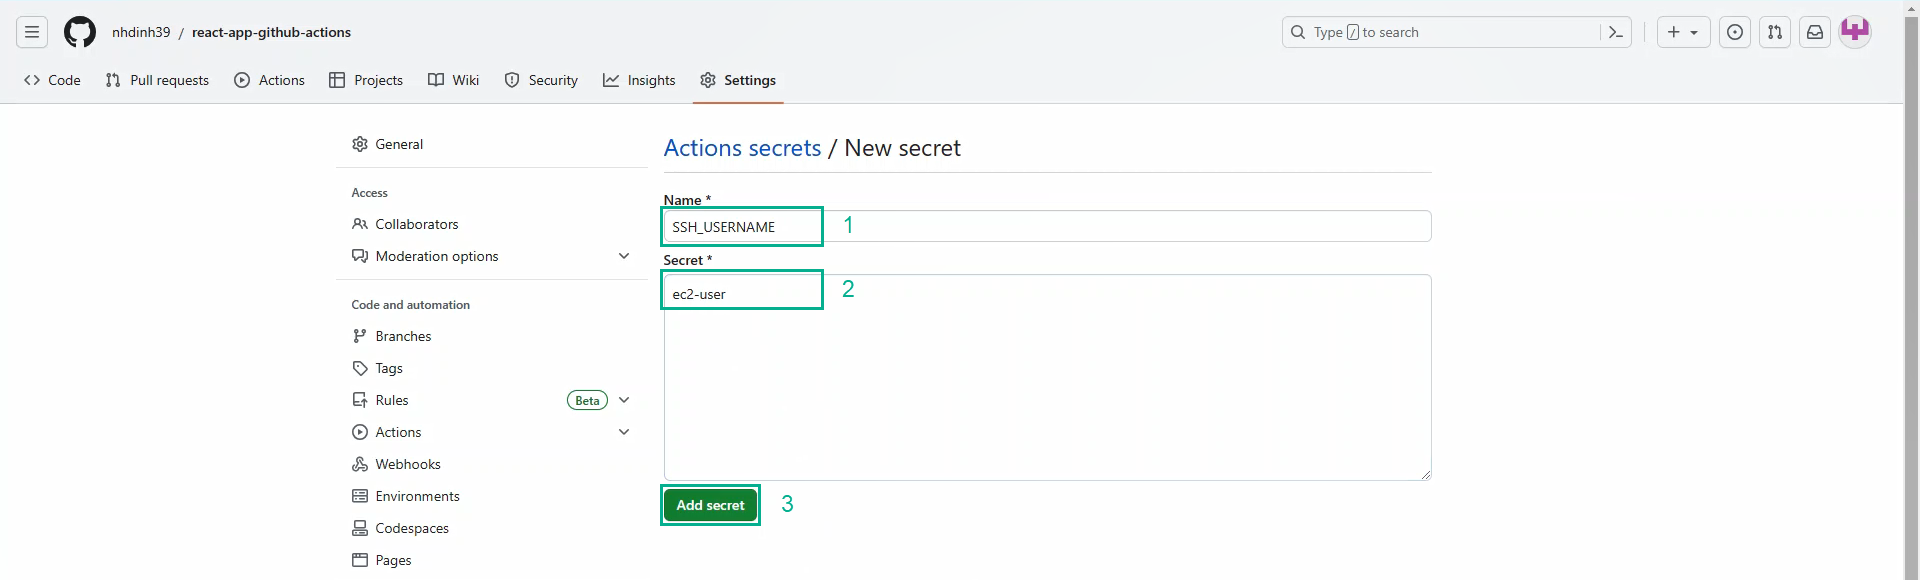 nhdinh39 / react-app-github-actions
Type / to search
Code Pull requests Actions Projects Wiki Security Insights Settings
General
Access
Collaborators
Moderation options
Code and automation
Branches
Tags
Rules Beta
Actions
Webhooks
Environments
Codespaces
Pages
Actions secrets / New secret
Name *
SSH_USERNAME 1
Secret *
ec2-user 2
Add secret 3